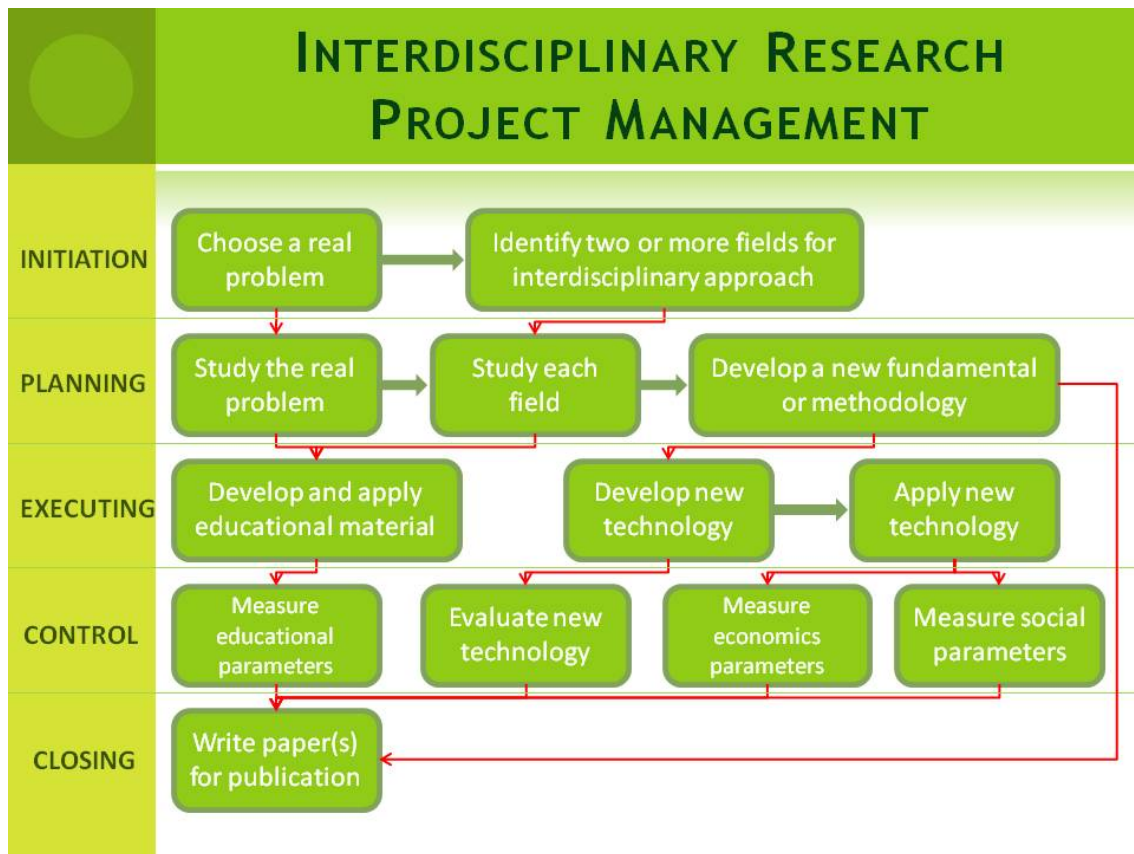 INTERDISCIPLINARY RESEARCH
PROJECT MANAGEMENT
INITIATION
Choose a real
problem
Identify two or more fields for
interdisciplinary approach
PLANNING
Study the real
problem
Study each
field
Develop a new fundamental
or methodology
EXECUTING
Develop and apply
educational material
Develop new
technology
Apply new
technology
CONTROL
Measure
educational
parameters
Evaluate new
technology
Measure
economics
parameters
Measure social
parameters
CLOSING
Write paper(s)
for publication